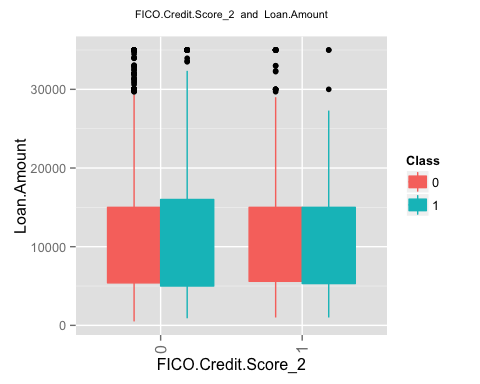 FICO.Credit.Score_2 and Loan.Amount
30000
20000
10000
0
Loan.Amount
0
1
FICO.Credit.Score_2
Class
0
1